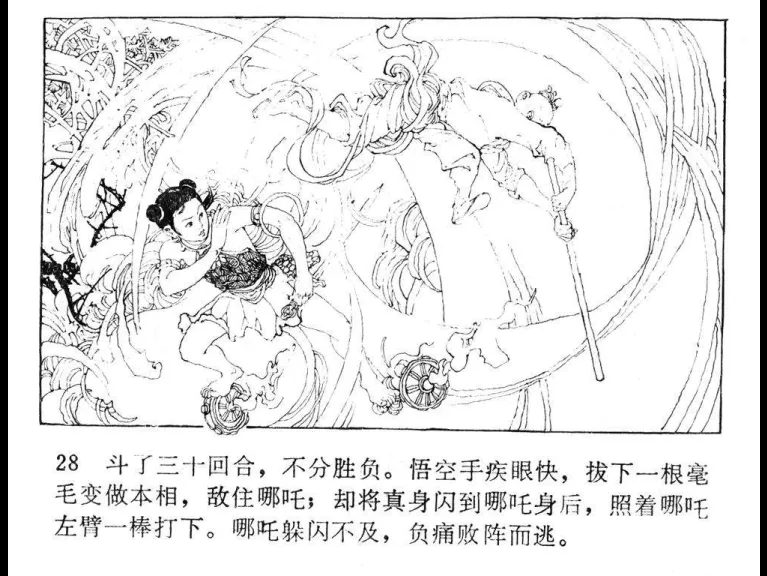 28 斗了三十回合，不分胜负。悟空手疾眼快，拔下一根毫
毛变做本相，敌住哪吒；却将真身闪到哪吒身后，照着哪吒
左臂一棒打下。哪吒躲闪不及，负痛败阵而逃。